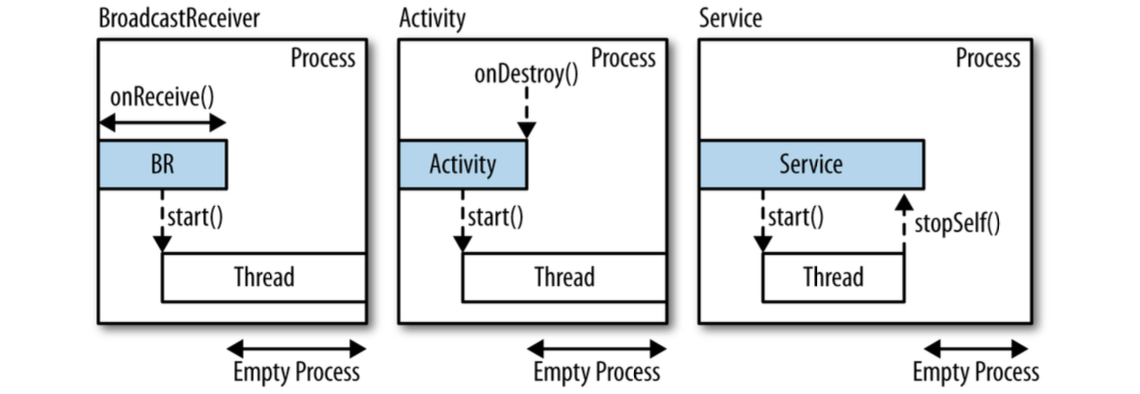 BroadcastReceiver
Process
onReceive()
BR
start()
Thread
Empty Process
Activity
Process
onDestroy()
Activity
start()
Thread
Empty Process
Service
Process
Service
start()
stopSelf()
Thread
Empty Process